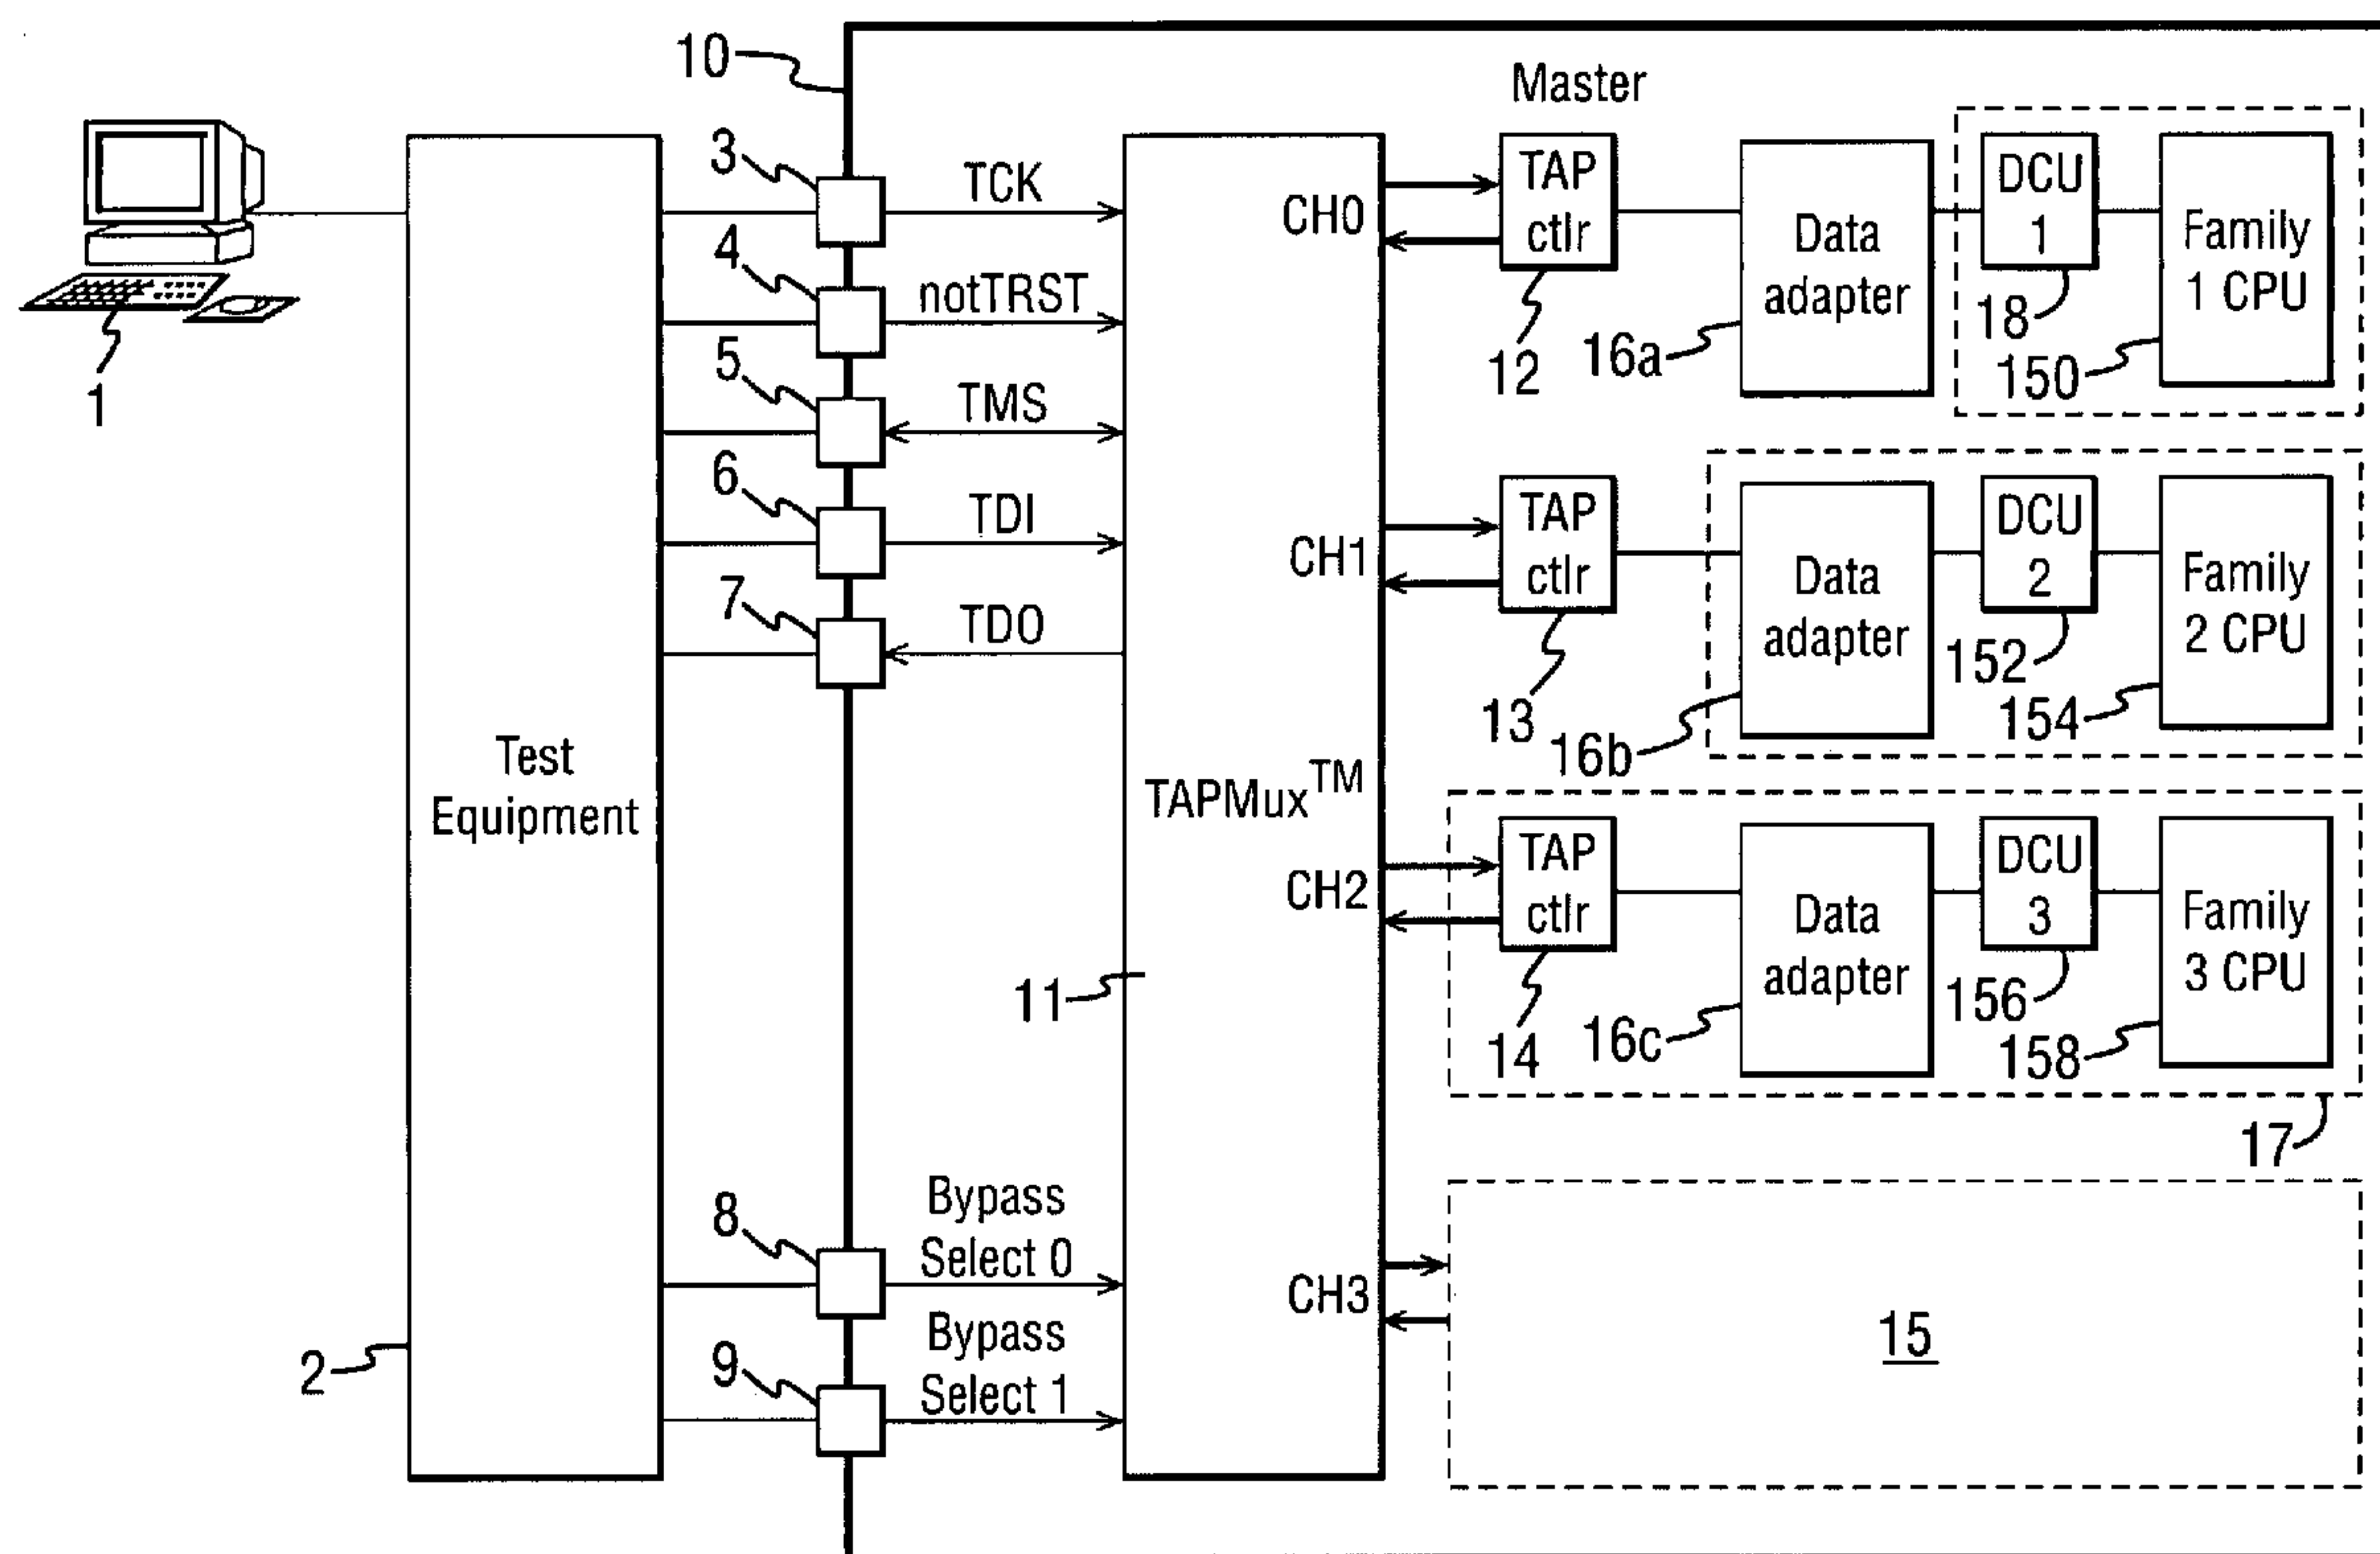 10
Master
1
Test
Equipment
2
3
TCK
4
notTRST
5
TMS
6
TDI
7
TDO
8
Bypass
Select 0
9
Bypass
Select 1
TAPMux™
11
CH0
TAP
ctlr
12
Data
adapter
16a
DCU
1
18
Family
1 CPU
150
CH1
TAP
ctlr
13
Data
adapter
16b
DCU
2
152
Family
2 CPU
154
CH2
TAP
ctlr
14
Data
adapter
16c
DCU
3
156
Family
3 CPU
158
17
CH3
15